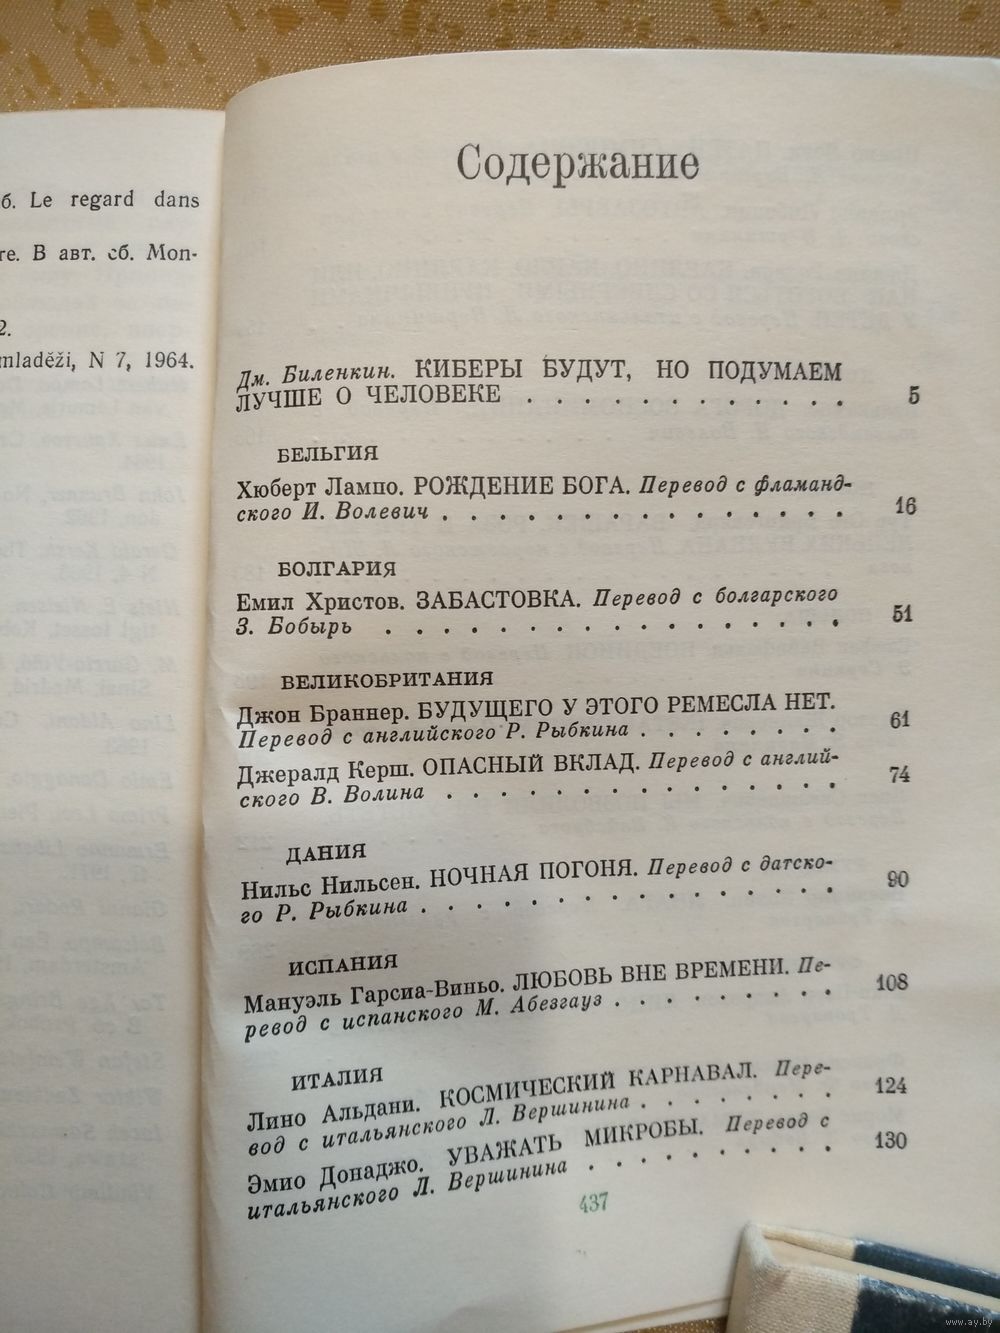 б. Le regard dans
re. В авт. сб. Mon-
2.
mladěži, N 7, 1964.
Содержание
Дм. Биленкин. КИБЕРЫ БУДУТ, НО ПОДУМАЕМ
ЛУЧШЕ О ЧЕЛОВЕКЕ . . . . . . . . . . . . 5
БЕЛЬГИЯ
Хюберт Лампо. РОЖДЕНИЕ БОГА. Перевод с фламанд-
ского И. Волевич . . . . . . . . . . . . . . . 16
БОЛГАРИЯ
Емил Христов. ЗАБАСТОВКА. Перевод с болгарского
З. Бобырь . . . . . . . . . . . . . . . . . 51
ВЕЛИКОБРИТАНИЯ
Джон Браннер. БУДУЩЕГО У ЭТОГО РЕМЕСЛА НЕТ.
Перевод с английского Р. Рыбкина . . . . . . . . 61
Джералд Керш. ОПАСНЫЙ ВКЛАД. Перевод с англий-
ского В. Волина . . . . . . . . . . . . . . . 74
ДАНИЯ
Нильс Нильсен. НОЧНАЯ ПОГОНЯ. Перевод с датско-
го Р. Рыбкина . . . . . . . . . . . . . . . . 90
ИСПАНИЯ
Мануэль Гарсиа-Виньо. ЛЮБОВЬ ВНЕ ВРЕМЕНИ. Пе-
ревод с испанского М. Абезгауз . . . . . . . . . 108
ИТАЛИЯ
Лино Альдани. КОСМИЧЕСКИЙ КАРНАВАЛ. Пере-
вод с итальянского Л. Вершинина . . . . . . . . 124
Эмио Донаджо. УВАЖАТЬ МИКРОБЫ. Перевод с
итальянского Л. Вершинина . . . . . . . . . . 130
437
www.ay.by